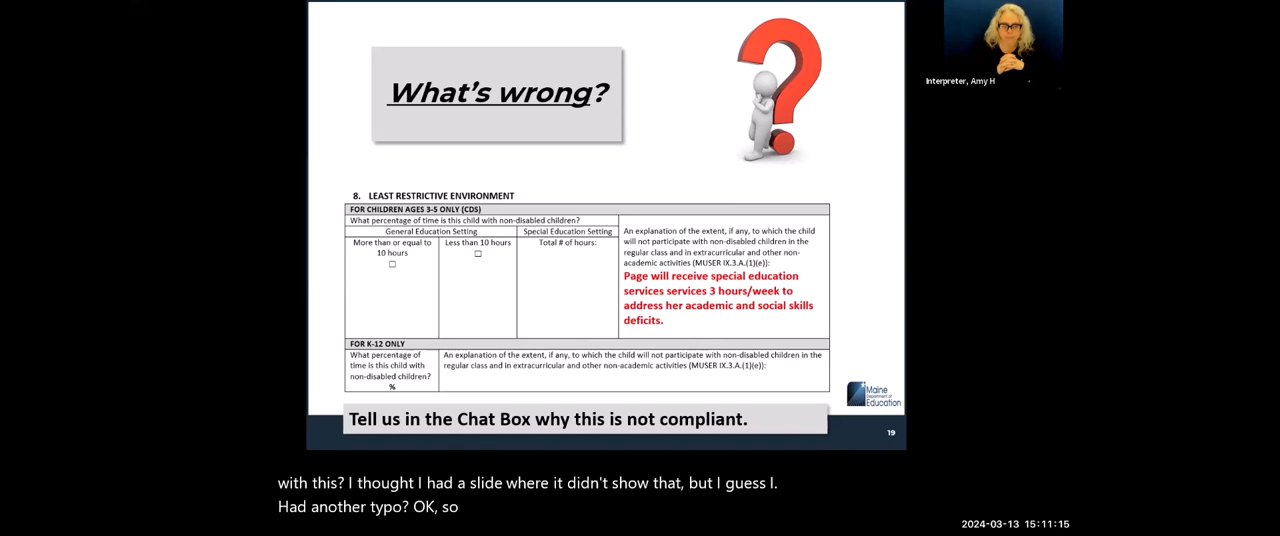 What's wrong?
Interpreter, Amy H
8. LEAST RESTRICTIVE ENVIRONMENT
FOR CHILDREN AGES 3-5 ONLY (CDS)
What percentage of time is this child with non-disabled children?
General Education Setting
Special Education Setting
More than or equal to
10 hours
☐
Less than 10 hours
☐
Total # of hours:
An explanation of the extent, if any, to which the child
will not participate with non-disabled children in the
regular class and in extracurricular and other non-
academic activities (MUSER IX.3.A.(1)(e)):
Page will receive special education
services services 3 hours/week to
address her academic and social skills
deficits.
FOR K-12 ONLY
What percentage of
time is this child with
non-disabled children?
%
An explanation of the extent, if any, to which the child will not participate with non-disabled children in the
regular class and in extracurricular and other non-academic activities (MUSER IX.3.A.(1)(e)):
Maine
Department of
Education
Tell us in the Chat Box why this is not compliant.
19
with this? I thought I had a slide where it didn't show that, but I guess I.
Had another typo? OK, so
2024-03-13 15:11:15